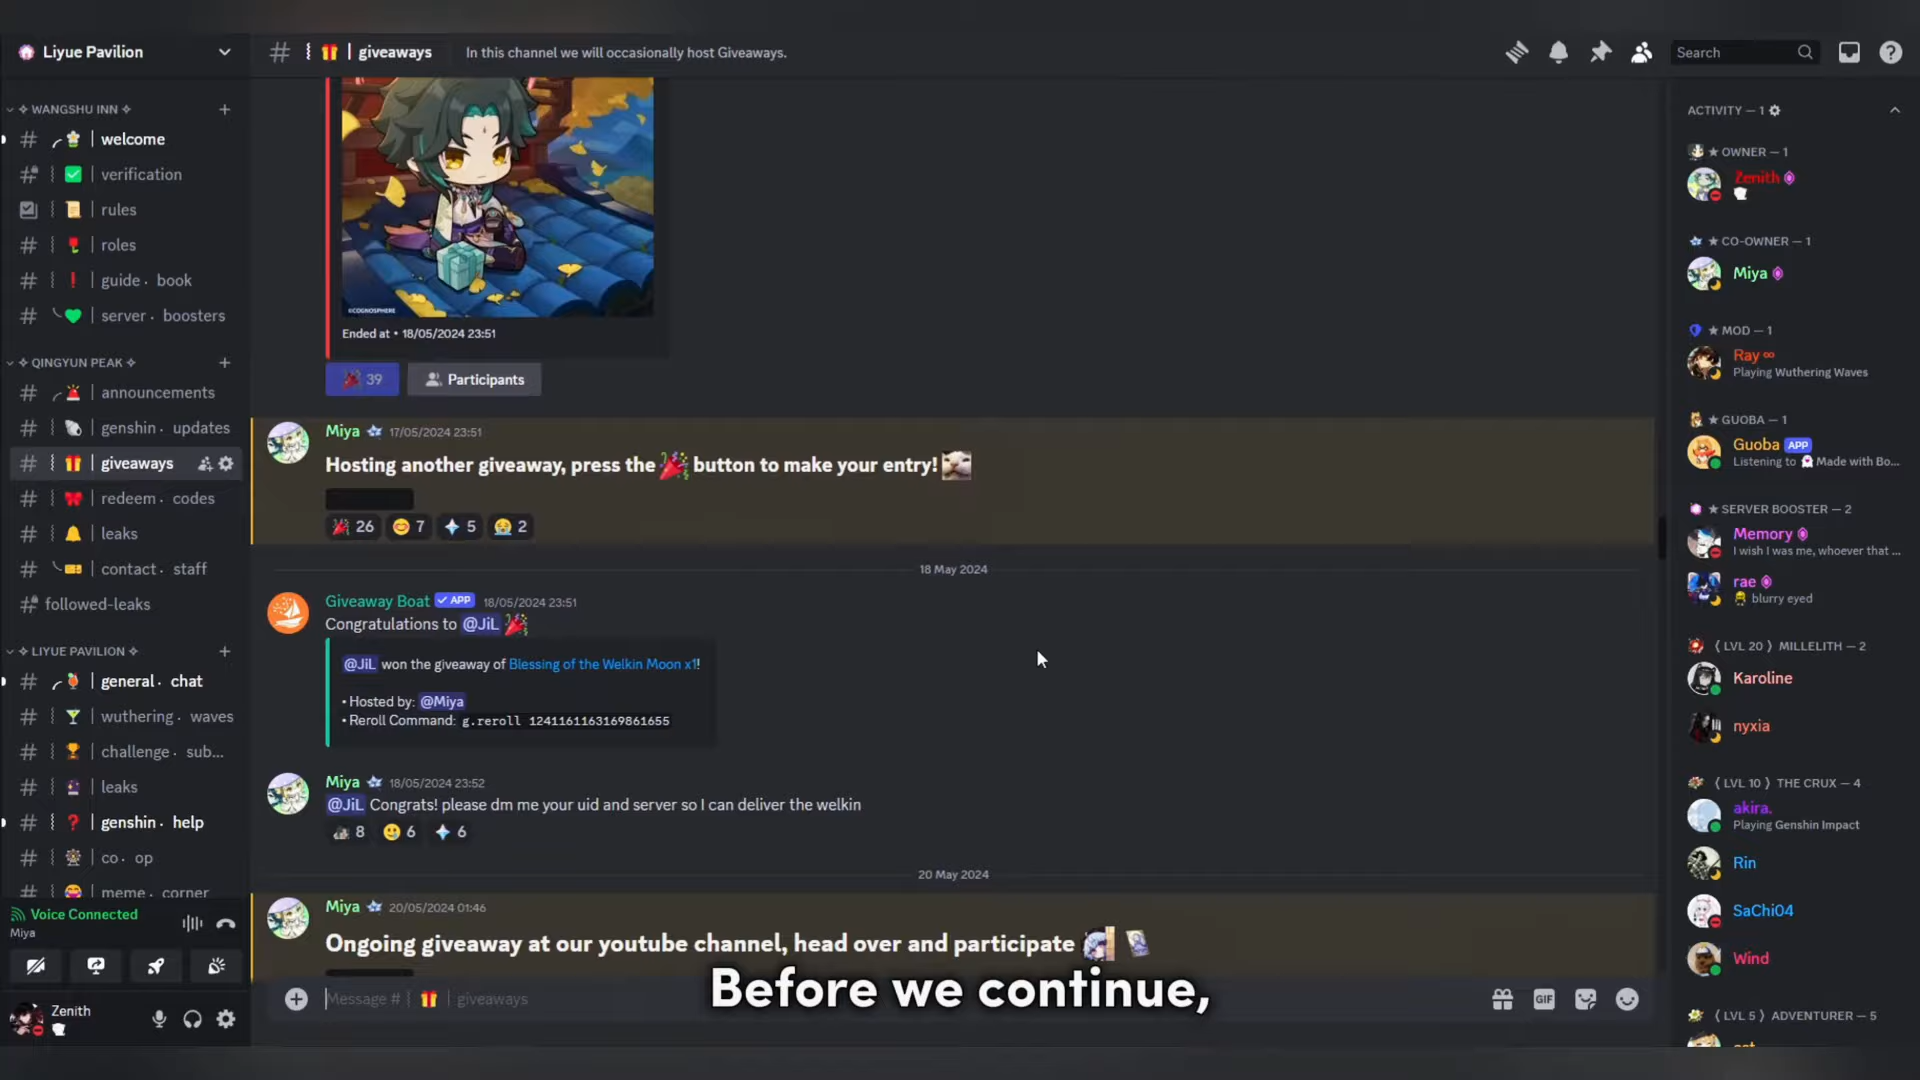 Liyue Pavilion
WANGSHU INN
welcome
verification
rules
roles
guide · book
server · boosters
QINGYUN PEAK
announcements
genshin · updates
giveaways
redeem · codes
leaks
contact · staff
followed-leaks
LIYUE PAVILION
general · chat
wuthering · waves
challenge · sub...
leaks
genshin · help
co · op
meme · corner
Voice Connected
Miya
Zenith
giveaways In this channel we will occasionally host Giveaways.
Search
©COGNOSPHERE
Ended at • 18/05/2024 23:51
39 Participants
Miya 17/05/2024 23:51
Hosting another giveaway, press the 🎉 button to make your entry!
26 7 5 2
18 May 2024
Giveaway Boat APP 18/05/2024 23:51
Congratulations to @JiL
@JiL won the giveaway of Blessing of the Welkin Moon x1!
• Hosted by: @Miya
• Reroll Command: g.reroll 1241161163169861655
Miya 18/05/2024 23:52
@JiL Congrats! please dm me your uid and server so I can deliver the welkin
8 6 6
20 May 2024
Miya 20/05/2024 01:46
Ongoing giveaway at our youtube channel, head over and participate
Message # | giveaways
GIF
Before we continue,
ACTIVITY — 1
★ OWNER — 1
Zenith
★ CO-OWNER — 1
Miya
★ MOD — 1
Ray ∞
Playing Wuthering Waves
★ GUOBA — 1
Guoba APP
Listening to Made with Bo...
★ SERVER BOOSTER — 2
Memory
I wish I was me, whoever that ...
rae
blurry eyed
( LVL 20 ) MILLELITH — 2
Karoline
nyxia
( LVL 10 ) THE CRUX — 4
akira.
Playing Genshin Impact
Rin
SaChi04
Wind
( LVL 5 ) ADVENTURER — 5